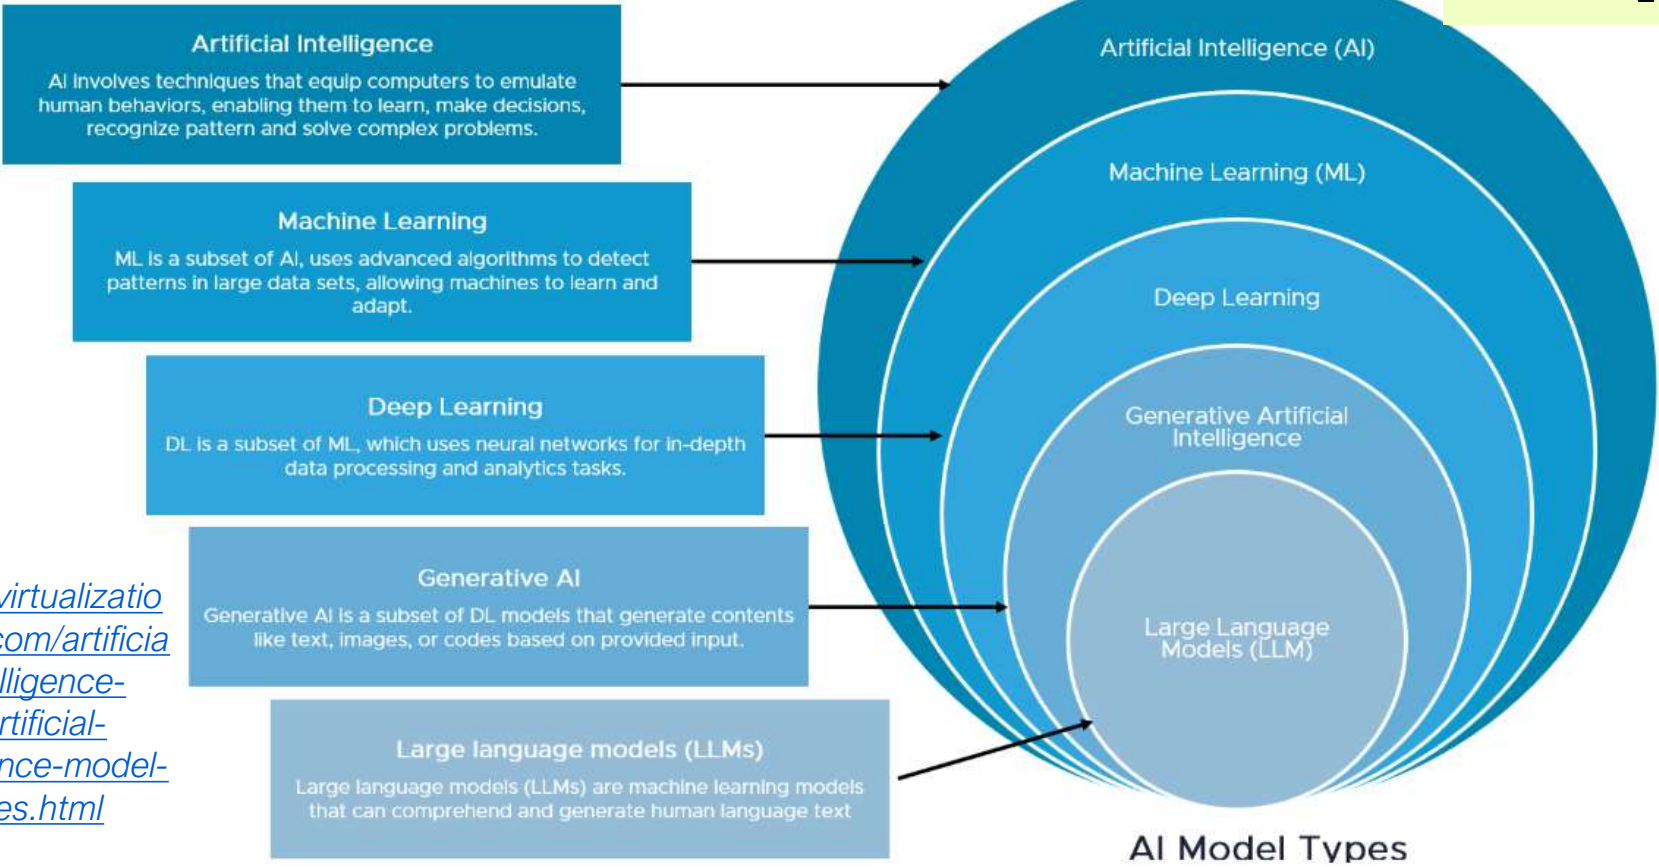 Artificial Intelligence
AI involves techniques that equip computers to emulate
human behaviors, enabling them to learn, make decisions,
recognize pattern and solve complex problems.
Machine Learning
ML is a subset of AI, uses advanced algorithms to detect
patterns in large data sets, allowing machines to learn and
adapt.
Deep Learning
DL is a subset of ML, which uses neural networks for in-depth
data processing and analytics tasks.
Generative AI
Generative AI is a subset of DL models that generate contents
like text, images, or codes based on provided input.
Large language models (LLMs)
Large language models (LLMs) are machine learning models
that can comprehend and generate human language text
virtualizatio
com/artificia
lligence-
rtificial-
nce-model-
es.html
Artificial Intelligence (AI)
Machine Learning (ML)
Deep Learning
Generative Artificial
Intelligence
Large Language
Models (LLM)
AI Model Types